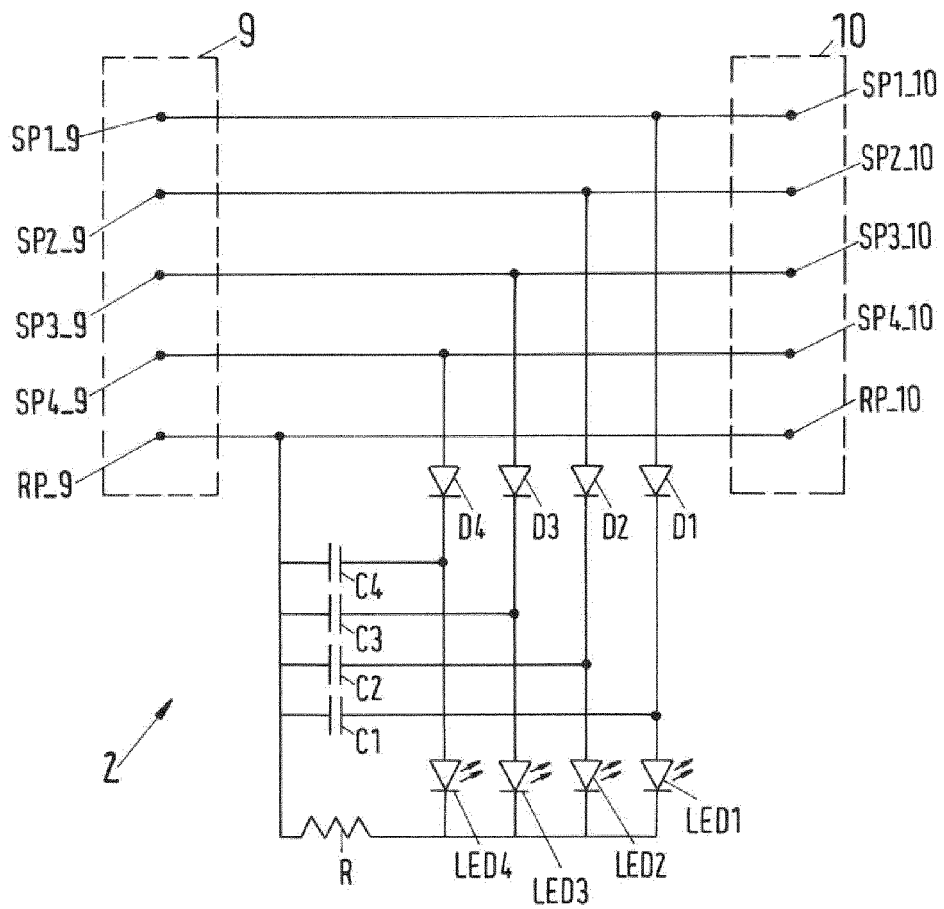 9
10
SP1_9
SP1_10
SP2_9
SP2_10
SP3_9
SP3_10
SP4_9
SP4_10
RP_9
RP_10
D4
D3
D2
D1
C4
C3
C2
C1
2
R
LED4
LED3
LED2
LED1